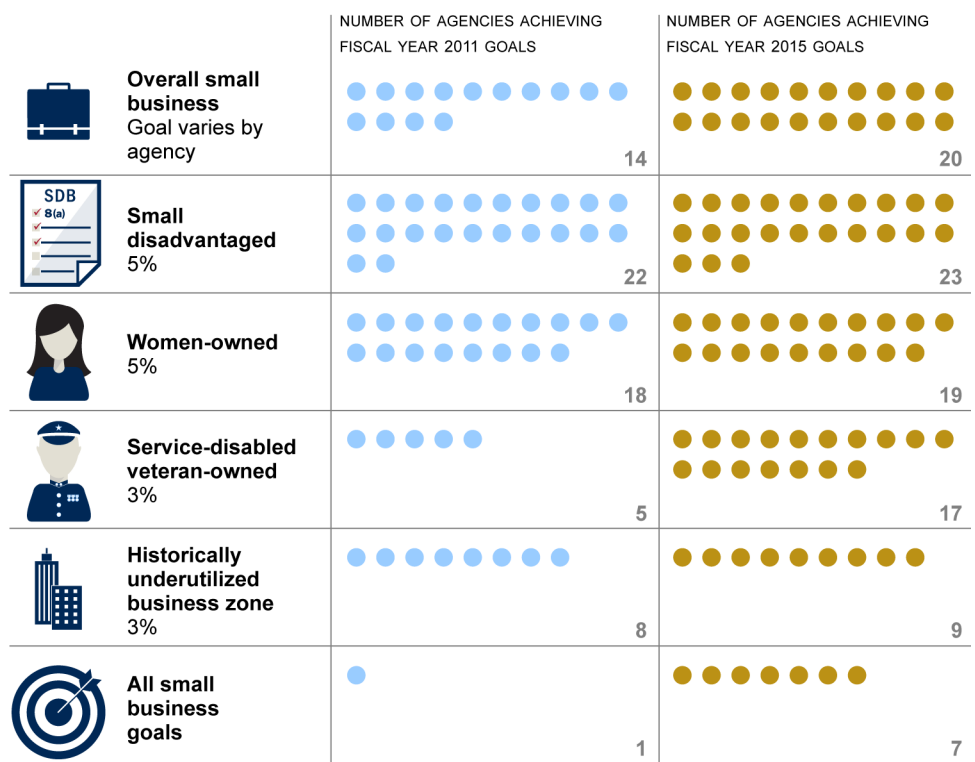 NUMBER OF AGENCIES ACHIEVING
FISCAL YEAR 2011 GOALS
NUMBER OF AGENCIES ACHIEVING
FISCAL YEAR 2015 GOALS
Overall small
business
Goal varies by
agency
14
20
SDB
8(a)
Small
disadvantaged
5%
22
23
Women-owned
5%
18
19
Service-disabled
veteran-owned
3%
5
17
Historically
underutilized
business zone
3%
8
9
All small
business
goals
1
7